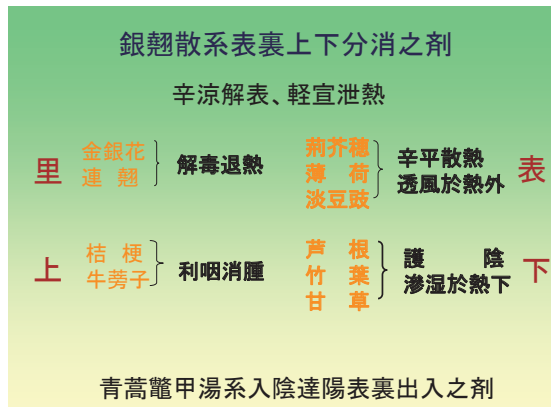 銀翹散系表裏上下分消之剤
辛涼解表、軽宣泄熱
里
金銀花
連 翹
解毒退熱
荊芥穂
薄 荷
淡豆豉
辛平散熱
透風於熱外
表
上
桔 梗
牛蒡子
利咽消腫
芦 根
竹 葉
甘 草
護 陰
滲湿於熱下
下
青蒿鼈甲湯系入陰達陽表裏出入之剤